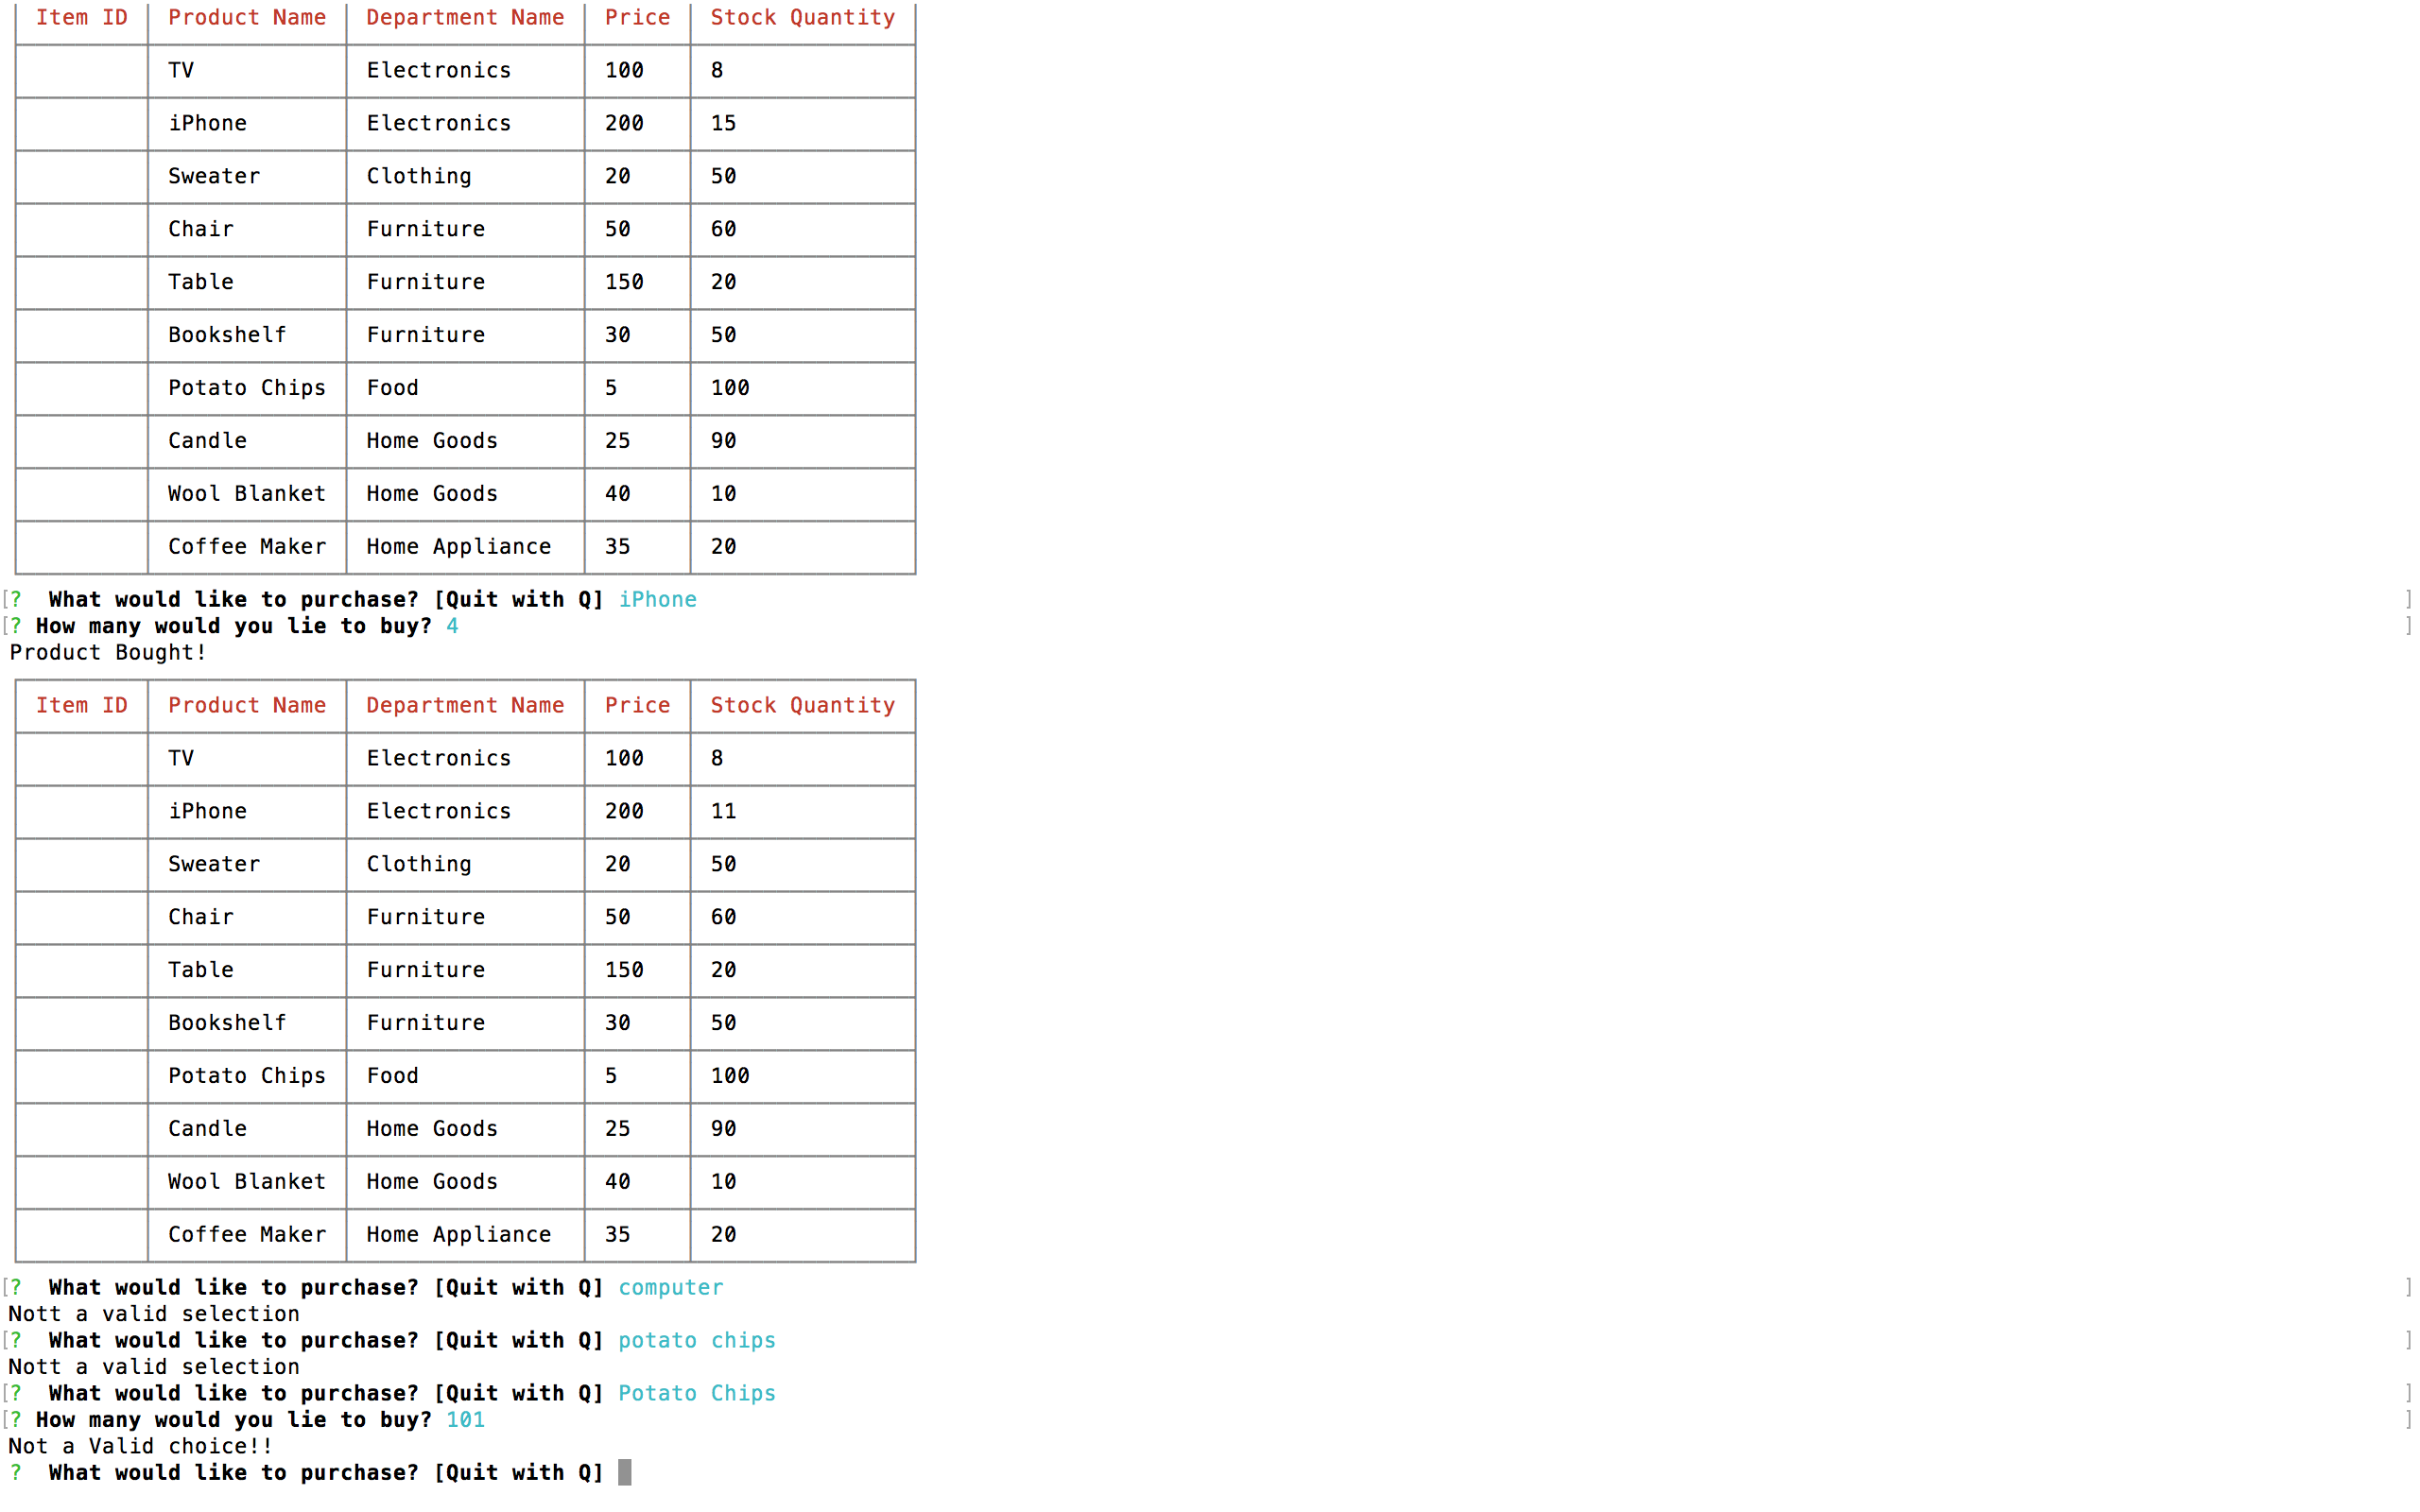 Item ID Product Name Department Name Price Stock Quantity
TV Electronics 100 8
iPhone Electronics 200 15
Sweater Clothing 20 50
Chair Furniture 50 60
Table Furniture 150 20
Bookshelf Furniture 30 50
Potato Chips Food 5 100
Candle Home Goods 25 90
Wool Blanket Home Goods 40 10
Coffee Maker Home Appliance 35 20
[?  What would like to purchase? [Quit with Q] iPhone ]
[? How many would you lie to buy? 4 ]
Product Bought!
Item ID Product Name Department Name Price Stock Quantity
TV Electronics 100 8
iPhone Electronics 200 11
Sweater Clothing 20 50
Chair Furniture 50 60
Table Furniture 150 20
Bookshelf Furniture 30 50
Potato Chips Food 5 100
Candle Home Goods 25 90
Wool Blanket Home Goods 40 10
Coffee Maker Home Appliance 35 20
[?  What would like to purchase? [Quit with Q] computer ]
Nott a valid selection
[?  What would like to purchase? [Quit with Q] potato chips ]
Nott a valid selection
[?  What would like to purchase? [Quit with Q] Potato Chips ]
[? How many would you lie to buy? 101 ]
Not a Valid choice!!
?  What would like to purchase? [Quit with Q]